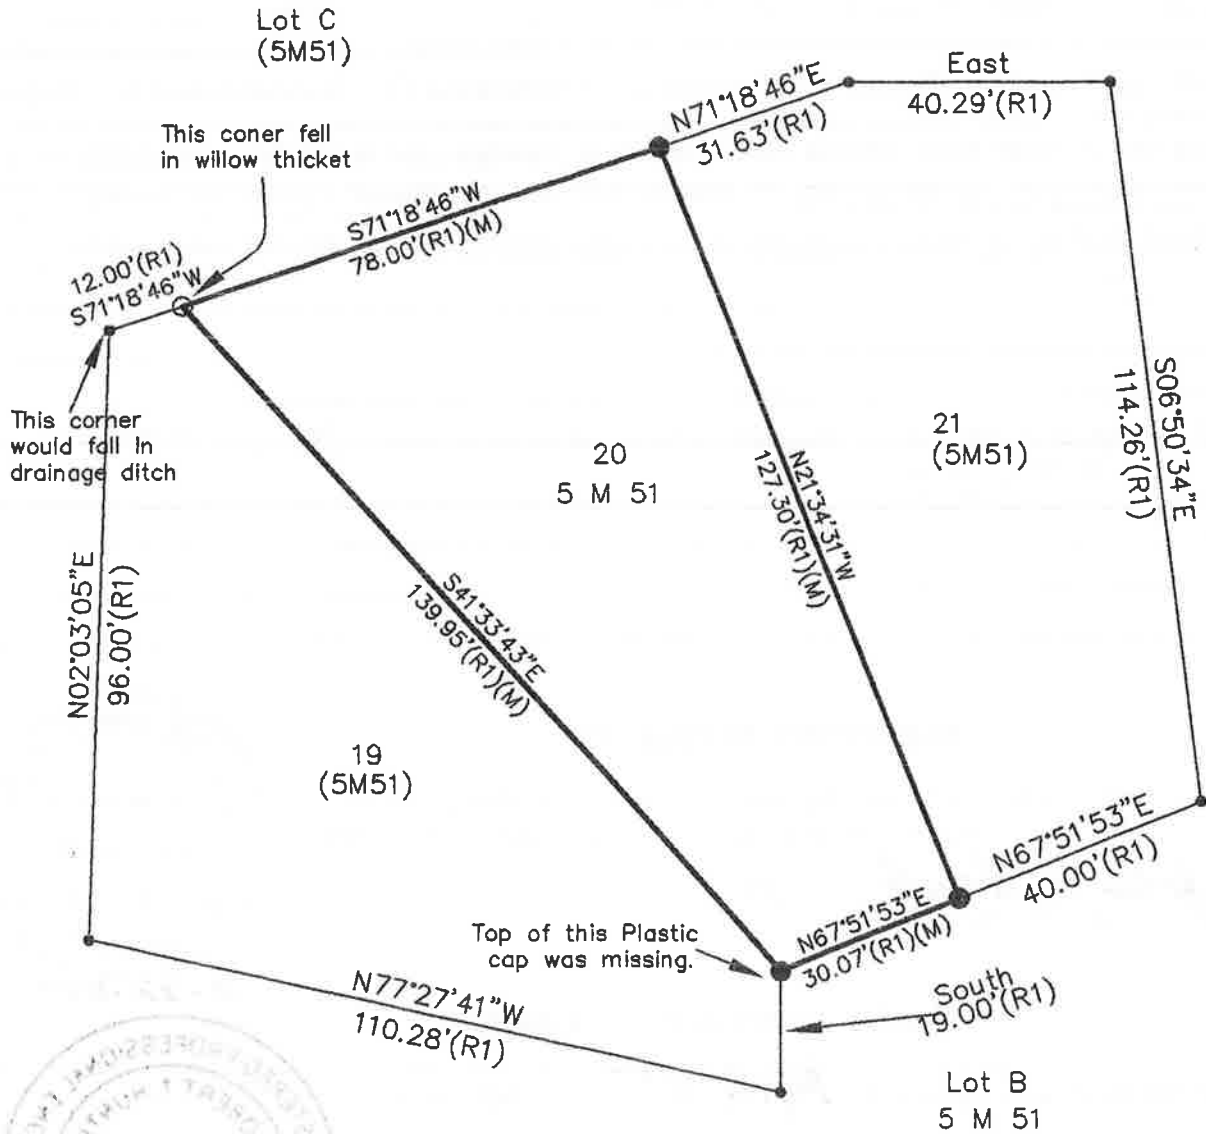 Lot C
(5M51)
This coner fell
in willow thicket
N71°18'46"E
31.63'(R1)
East
40.29'(R1)
S71°18'46"W
78.00'(R1)(M)
12.00'(R1)
S71°18'46"W
This corner
would fall in
drainage ditch
20
5 M 51
21
(5M51)
S06°50'34"E
114.26'(R1)
N21°34'31"W
127.30'(R1)(M)
S41°33'43"E
139.95'(R1)(M)
N02°03'05"E
96.00'(R1)
19
(5M51)
N67°51'53"E
40.00'(R1)
N67°51'53"E
30.07'(R1)(M)
Top of this Plastic
cap was missing.
South
19.00'(R1)
N77°27'41"W
110.28'(R1)
Lot B
5 M 51